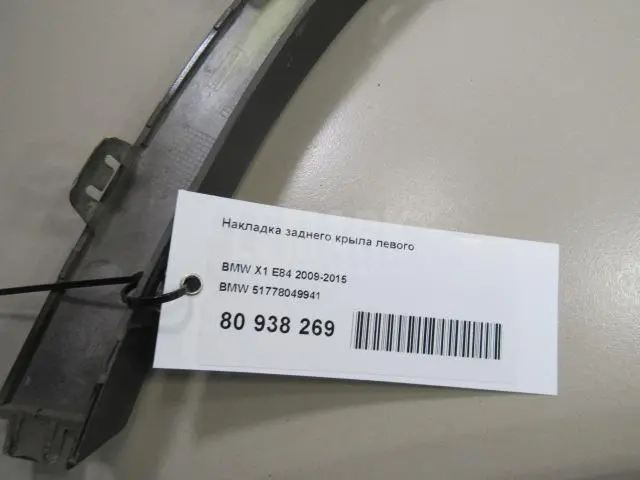 Накладка заднего крыла левого
BMW X1 E84 2009-2015
BMW 51778049941
80 938 269